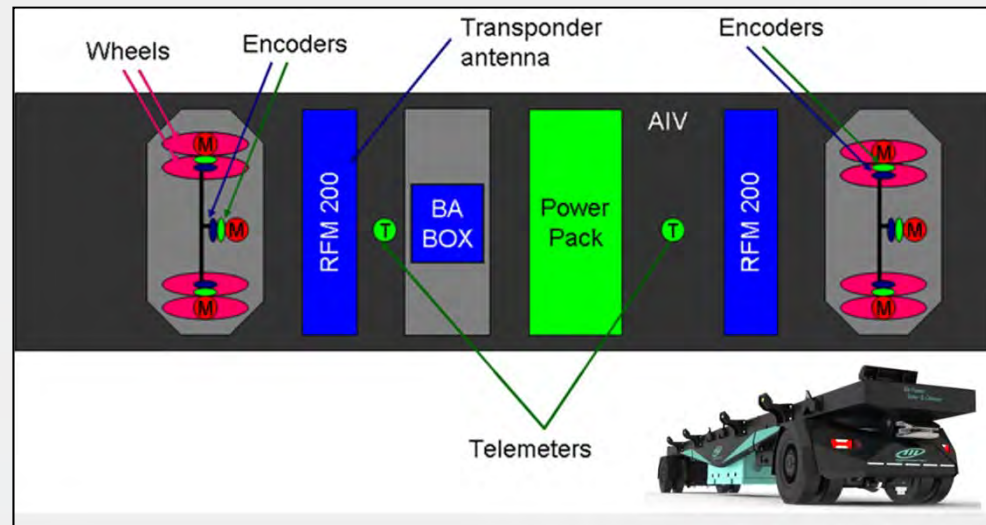 Wheels
Encoders
Transponder
antenna
Encoders
AIV
M
M
RFM 200
BA
BOX
Power
Pack
RFM 200
M
T
T
M
M
M
Telemeters